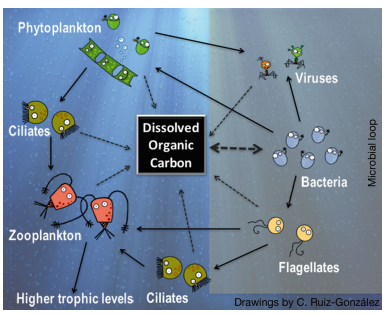 Phytoplankton
Viruses
Ciliates
Dissolved
Organic
Carbon
Bacteria
Microbial loop
Zooplankton
Flagellates
Higher trophic levels
Ciliates
Drawings by C. Ruiz-González